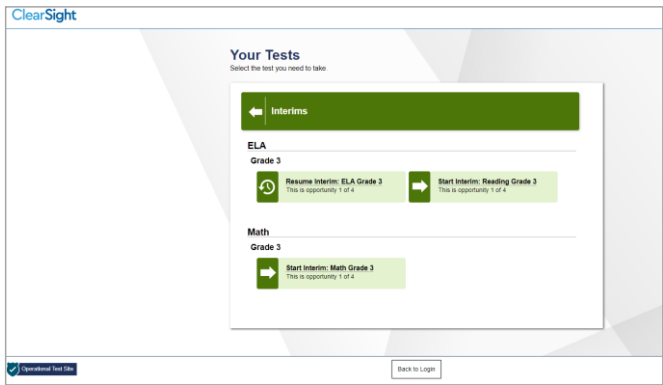 ClearSight
Your Tests
Select the test you need to take.
Interims
ELA
Grade 3
Resume Interim: ELA Grade 3
This is opportunity 1 of 4
Start Interim: Reading Grade 3
This is opportunity 1 of 4
Math
Grade 3
Start Interim: Math Grade 3
This is opportunity 1 of 4
Operational Test Site
Back to Login